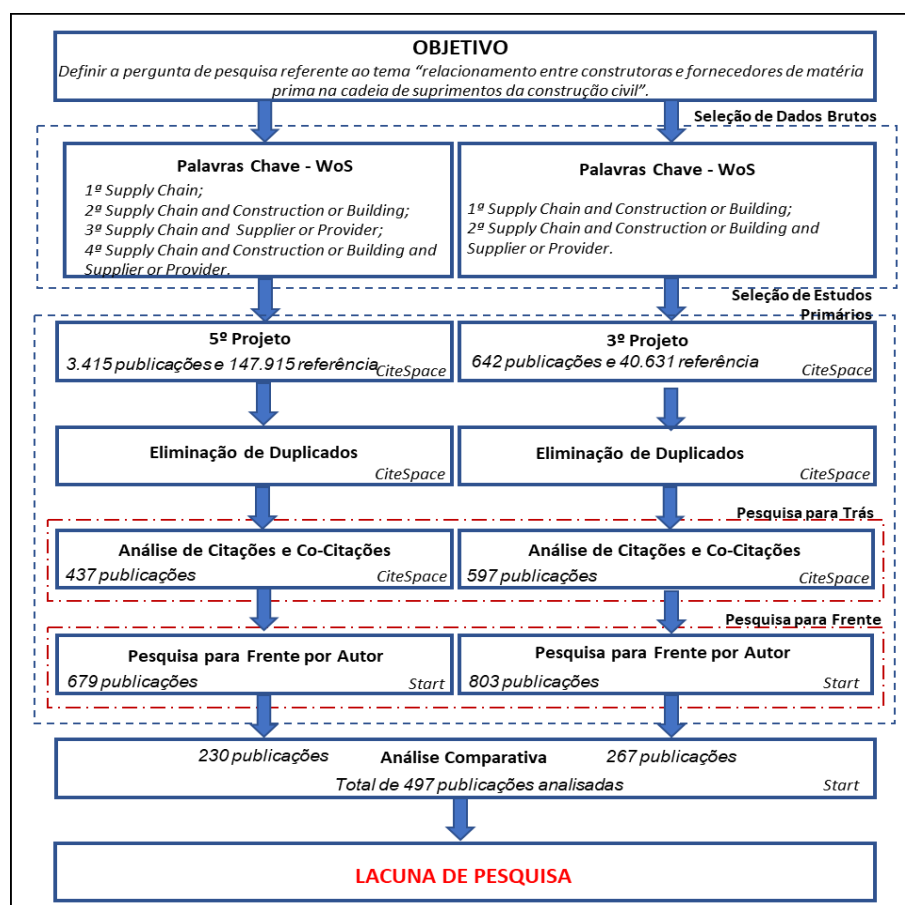 OBJETIVO
Definir a pergunta de pesquisa referente ao tema “relacionamento entre construtoras e fornecedores de matéria
prima na cadeia de suprimentos da construção civil”.
Seleção de Dados Brutos
Palavras Chave - WoS
1ª Supply Chain;
2ª Supply Chain and Construction or Building;
3ª Supply Chain and Supplier or Provider;
4ª Supply Chain and Construction or Building and
Supplier or Provider.
Palavras Chave - WoS
1ª Supply Chain and Construction or Building;
2ª Supply Chain and Construction or Building and
Supplier or Provider.
Seleção de Estudos
Primários
5º Projeto
3.415 publicações e 147.915 referência
CiteSpace
3º Projeto
642 publicações e 40.631 referência
CiteSpace
Eliminação de Duplicados
CiteSpace
Eliminação de Duplicados
CiteSpace
Pesquisa para Trás
Análise de Citações e Co-Citações
437 publicações
CiteSpace
Análise de Citações e Co-Citações
597 publicações
CiteSpace
Pesquisa para Frente
Pesquisa para Frente por Autor
679 publicações
Start
Pesquisa para Frente por Autor
803 publicações
Start
230 publicações
Análise Comparativa
267 publicações
Total de 497 publicações analisadas
Start
LACUNA DE PESQUISA